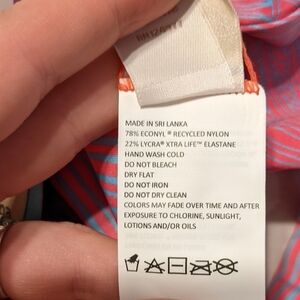 MADE IN SRI LANKA
78% ECONYL ® RECYCLED NYLON
22% LYCRA® XTRA LIFE™ ELASTANE
HAND WASH COLD
DO NOT BLEACH
DRY FLAT
DO NOT IRON
DO NOT DRY CLEAN
COLORS MAY FADE OVER TIME AND AFTER
EXPOSURE TO CHLORINE, SUNLIGHT,
LOTIONS AND/OR OILS